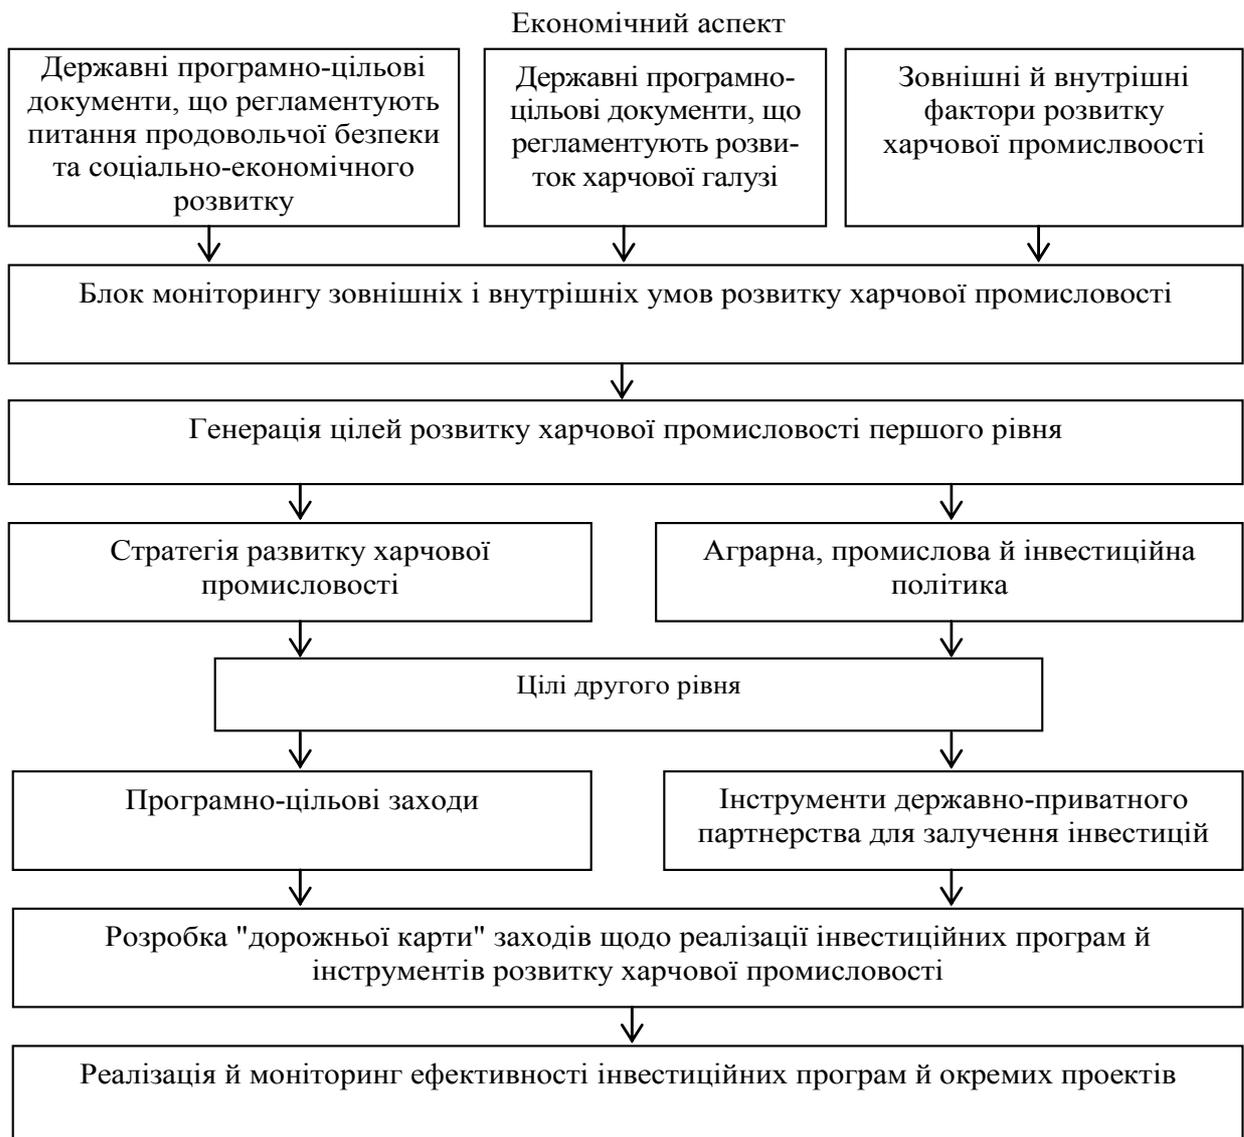 Економічний аспект
Державні програмно-цільові
документи, що регламентують
питання продовольчої безпеки
та соціально-економічного
розвитку
Державні програмно-
цільові документи, що
регламентують розви-
ток харчової галузі
Зовнішні й внутрішні
фактори розвитку
харчової промислвоості
Блок моніторингу зовнішніх і внутрішніх умов розвитку харчової промисловості
Генерація цілей розвитку харчової промисловості першого рівня
Стратегія развитку харчової
промисловості
Аграрна, промислова й інвестиційна
політика
Цілі другого рівня
Програмно-цільові заходи
Інструменти державно-приватного
партнерства для залучення інвестицій
Розробка "дорожньої карти" заходів щодо реалізації інвестиційних програм й
інструментів розвитку харчової промисловості
Реалізація й моніторинг ефективності інвестиційних програм й окремих проектів